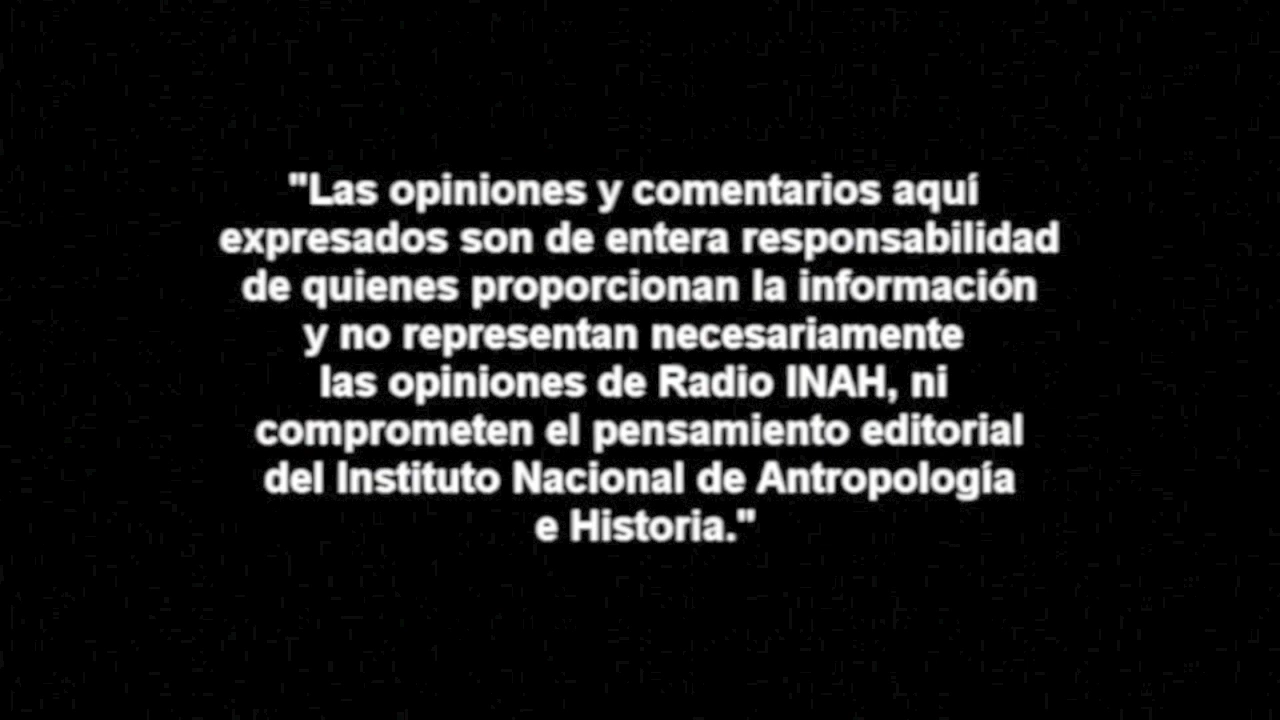 "Las opiniones y comentarios aquí
expresados son de entera responsabilidad
de quienes proporcionan la información
y no representan necesariamente
las opiniones de Radio INAH, ni
comprometen el pensamiento editorial
del Instituto Nacional de Antropología
e Historia."